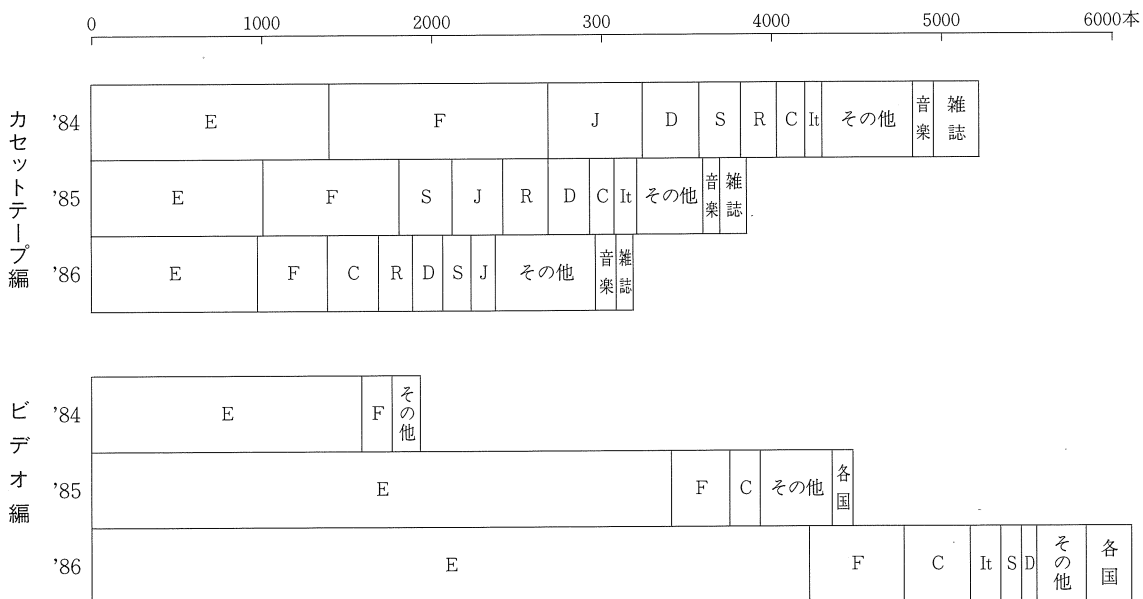 0 1000 2000 300 4000 5000 6000本
カセットテープ編
'84 E F J D S R C It その他 音楽 雑誌
'85 E F S J R D C It その他 音楽 雑誌
'86 E F C R D S J その他 音楽 雑誌
ビデオ編
'84 E F その他
'85 E F C その他 各国
'86 E F C It S D その他 各国